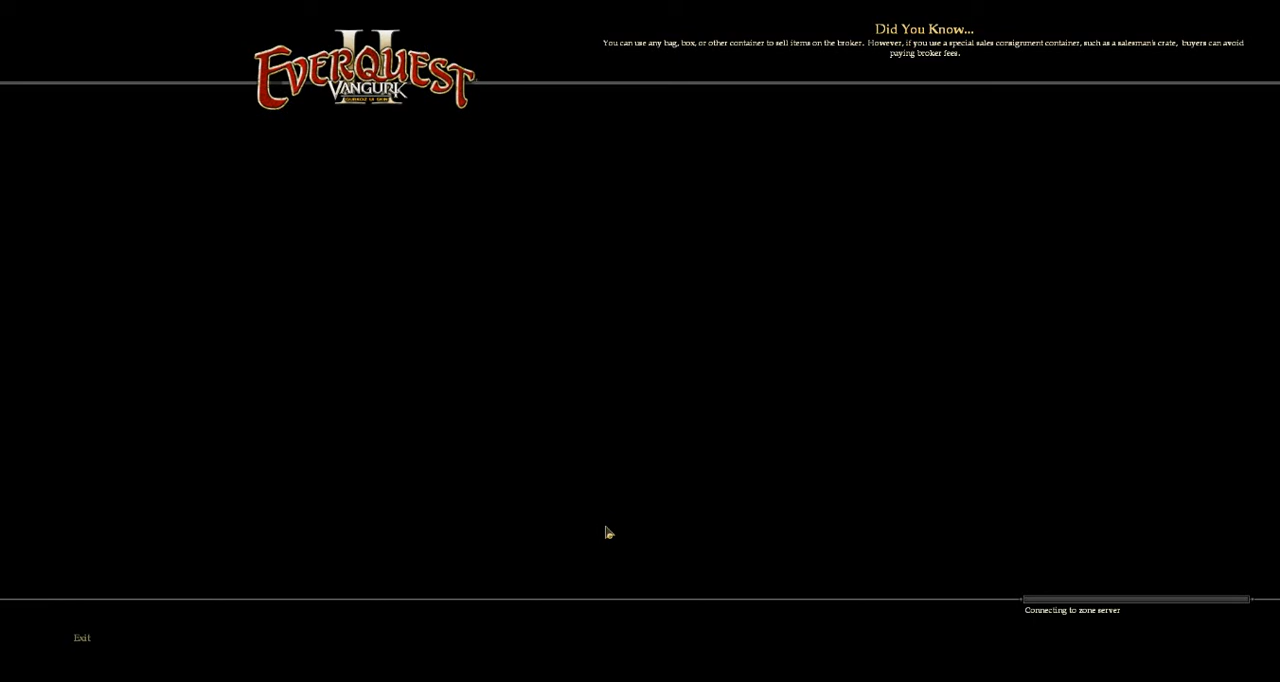 EVERQUEST
II
VANGURK
Did You Know...
You can use any bag, box, or other container to sell items on the broker. However, if you use a special sales consignment container, such as a salesman's crate, buyers can avoid
paying broker fees.
Connecting to zone server
Exit